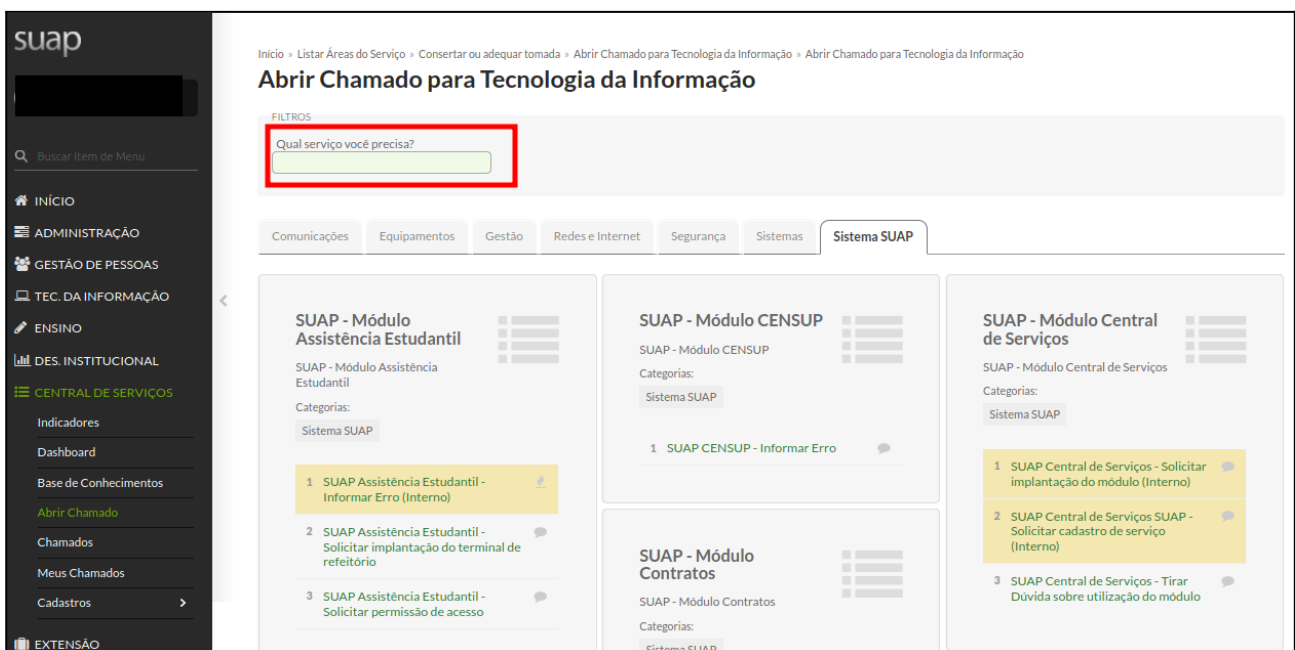 suap
Buscar Item de Menu
INÍCIO
ADMINISTRAÇÃO
GESTÃO DE PESSOAS
TEC. DA INFORMAÇÃO
ENSINO
DES. INSTITUCIONAL
CENTRAL DE SERVIÇOS
Indicadores
Dashboard
Base de Conhecimentos
Abrir Chamado
Chamados
Meus Chamados
Cadastros
EXTENSÃO
Início » Listar Áreas do Serviço » Consertar ou adequar tomada » Abrir Chamado para Tecnologia da Informação » Abrir Chamado para Tecnologia da Informação
Abrir Chamado para Tecnologia da Informação
FILTROS
Qual serviço você precisa?
Comunicações Equipamentos Gestão Redes e Internet Segurança Sistemas Sistema SUAP
SUAP - Módulo
Assistência Estudantil
SUAP - Módulo Assistência
Estudantil
Categorias:
Sistema SUAP
1 SUAP Assistência Estudantil -
Informar Erro (Interno)
2 SUAP Assistência Estudantil -
Solicitar implantação do terminal de
refeitório
3 SUAP Assistência Estudantil -
Solicitar permissão de acesso
SUAP - Módulo CENSUP
SUAP - Módulo CENSUP
Categorias:
Sistema SUAP
1 SUAP CENSUP - Informar Erro
SUAP - Módulo
Contratos
SUAP - Módulo Contratos
Categorias:
Sistema SUAP
SUAP - Módulo Central
de Serviços
SUAP - Módulo Central de Serviços
Categorias:
Sistema SUAP
1 SUAP Central de Serviços - Solicitar
implantação do módulo (Interno)
2 SUAP Central de Serviços SUAP -
Solicitar cadastro de serviço
(Interno)
3 SUAP Central de Serviços - Tirar
Dúvida sobre utilização do módulo